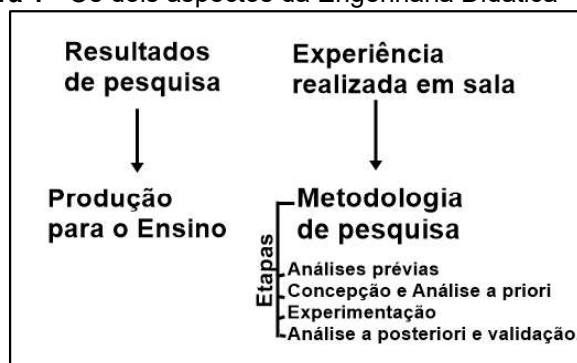 Os dois aspectos da Engenharia Didática
Resultados
de pesquisa
Produção
para o Ensino
Experiência
realizada em sala
Metodologia
de pesquisa
Etapas
Análises prévias
Concepção e Análise a priori
Experimentação
Análise a posteriori e validação